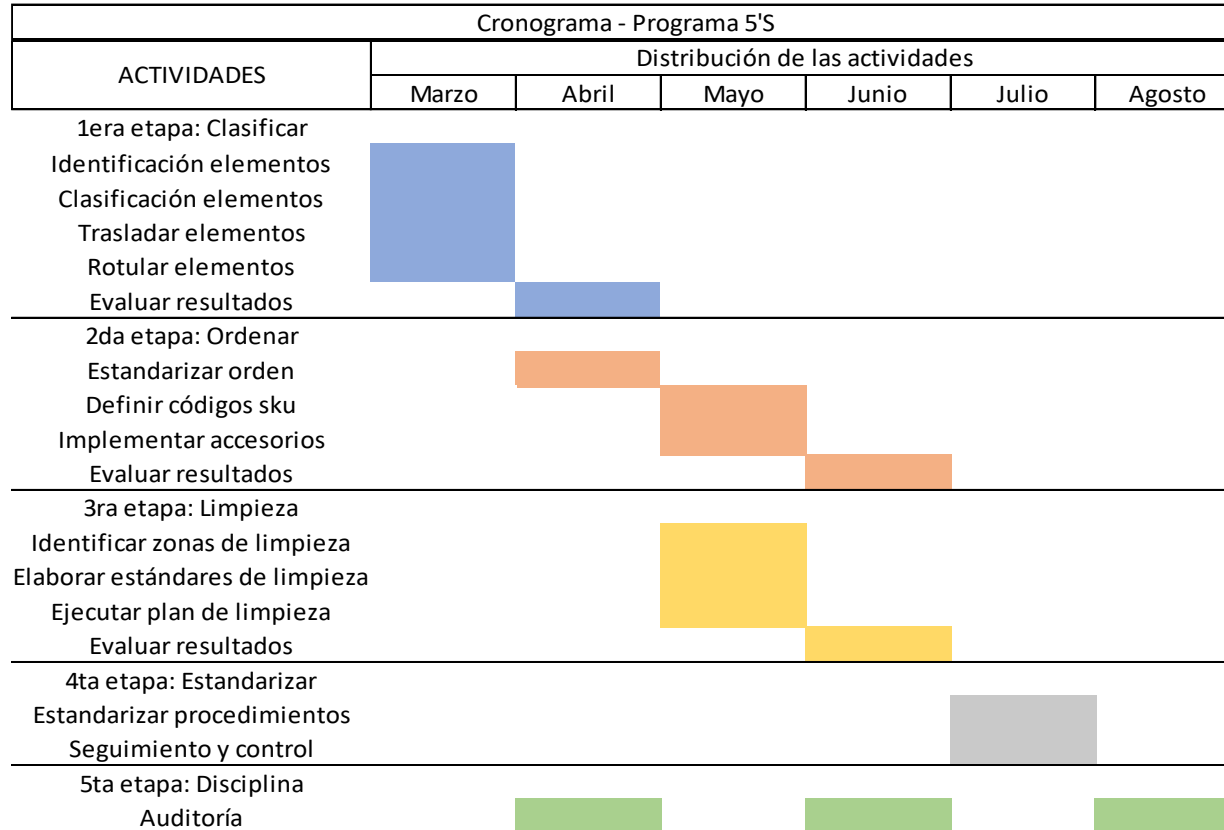 Cronograma - Programa 5'S
ACTIVIDADES
Distribución de las actividades
Marzo Abril Mayo Junio Julio Agosto
1era etapa: Clasificar
Identificación elementos
Clasificación elementos
Trasladar elementos
Rotular elementos
Evaluar resultados
2da etapa: Ordenar
Estandarizar orden
Definir códigos sku
Implementar accesorios
Evaluar resultados
3ra etapa: Limpieza
Identificar zonas de limpieza
Elaborar estándares de limpieza
Ejecutar plan de limpieza
Evaluar resultados
4ta etapa: Estandarizar
Estandarizar procedimientos
Seguimiento y control
5ta etapa: Disciplina
Auditoría